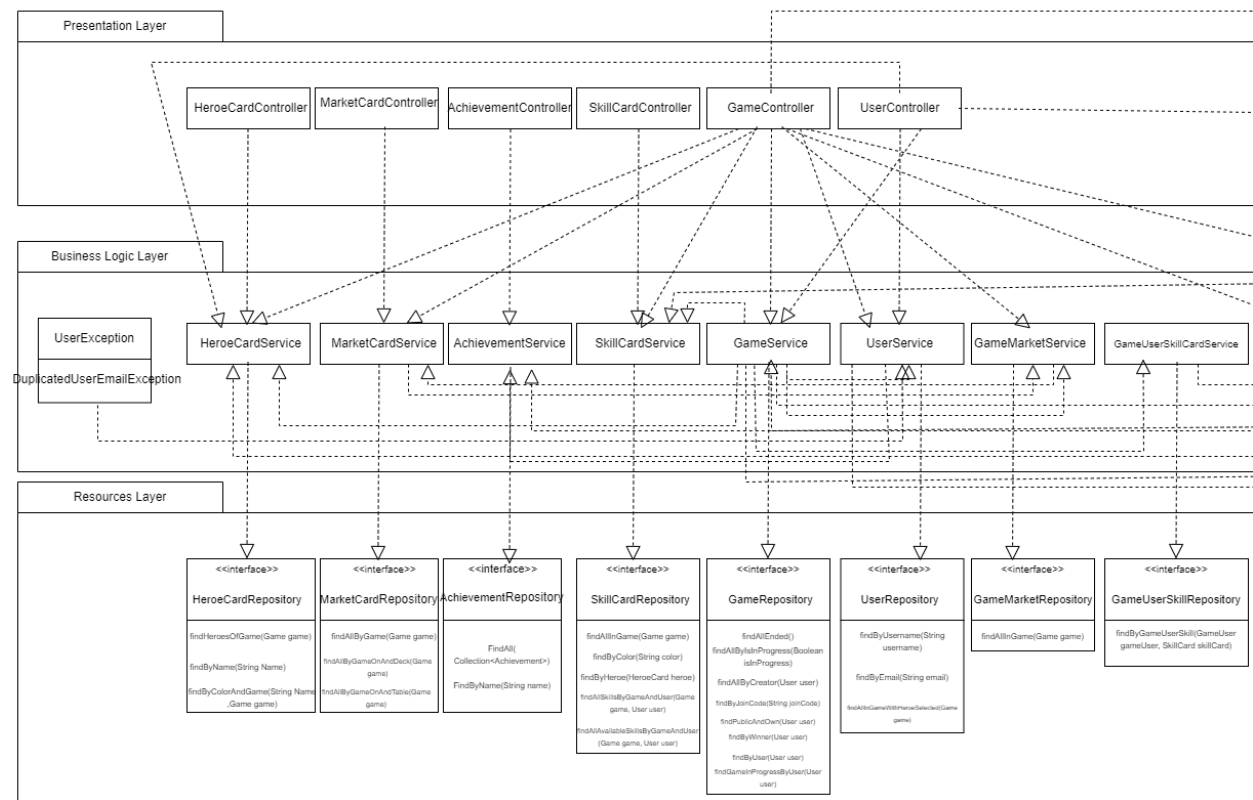 Presentation Layer
HeroeCardController
MarketCardController
AchievementController
SkillCardController
GameController
UserController
Business Logic Layer
UserException
DuplicatedUserEmailException
HeroeCardService
MarketCardService
AchievementService
SkillCardService
GameService
UserService
GameMarketService
GameUserSkillCardService
Resources Layer
<<interface>>
HeroeCardRepository
findHeroesOfGame(Game game)
findByName(String Name)
findByColorAndGame(String Name
,Game game)
<<interface>>
MarketCardRepository
findAllByGame(Game game)
findAllByGameOnAndDeck(Game
game)
findAllByGameOnAndTable(Game
game)
<<interface>>
AchievementRepository
FindAll(
Collection<Achievement>)
FindByName(String name)
<<interface>>
SkillCardRepository
findAllInGame(Game game)
findByColor(String color)
findByHero(HeroeCard heroe)
findAllSkillsByGameAndUser(Game
game, User user)
findAllAvailableSkillsByGameAndUser
(Game game, User user)
<<interface>>
GameRepository
findAllEnded()
findAllByIsInProgress(Boolean
isInProgress)
findAllByCreator(User user)
findByJoinCode(String joinCode)
findPublicAndOwn(User user)
findByWinner(User user)
findByUser(User user)
findGameInProgressByUser(User
user)
<<interface>>
UserRepository
findByUsername(String
username)
findByEmail(String email)
findAllInGameWithHeroeSelected(Game
game)
<<interface>>
GameMarketRepository
findAllInGame(Game game)
<<interface>>
GameUserSkillRepository
findByGameUserSkill(GameUser
gameUser, SkillCard skillCard)